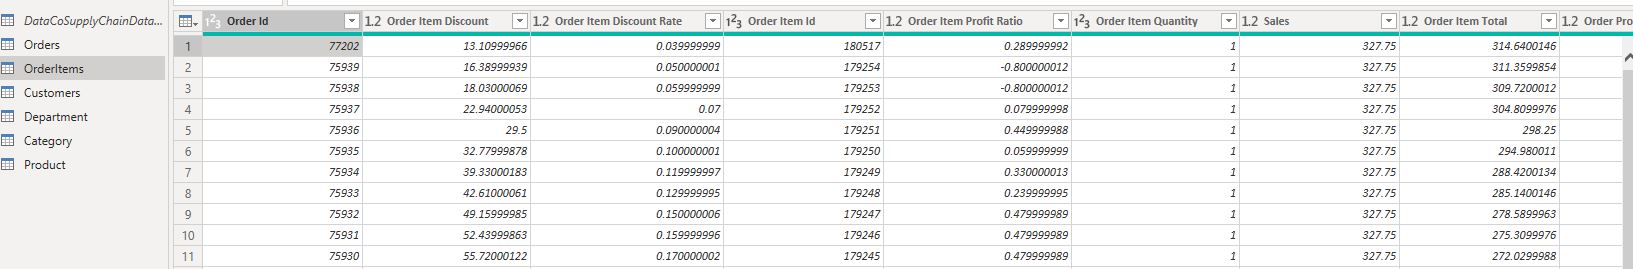 DataCoSupplyChainData...
Orders
OrderItems
Customers
Department
Category
Product
1²3 Order Id 1.2 Order Item Discount 1.2 Order Item Discount Rate 1²3 Order Item Id 1.2 Order Item Profit Ratio 1²3 Order Item Quantity 1.2 Sales 1.2 Order Item Total 1.2 Order Pro
1 77202 13.10999966 0.039999999 180517 0.289999992 1 327.75 314.6400146
2 75939 16.38999939 0.050000001 179254 -0.800000012 1 327.75 311.3599854
3 75938 18.03000069 0.059999999 179253 -0.800000012 1 327.75 309.7200012
4 75937 22.94000053 0.07 179252 0.079999998 1 327.75 304.8099976
5 75936 29.5 0.090000004 179251 0.449999988 1 327.75 298.25
6 75935 32.77999878 0.100000001 179250 0.059999999 1 327.75 294.980011
7 75934 39.33000183 0.119999997 179249 0.330000013 1 327.75 288.4200134
8 75933 42.61000061 0.129999995 179248 0.239999995 1 327.75 285.1400146
9 75932 49.15999985 0.150000006 179247 0.479999989 1 327.75 278.5899963
10 75931 52.43999863 0.159999996 179246 0.479999989 1 327.75 275.3099976
11 75930 55.72000122 0.170000002 179245 0.479999989 1 327.75 272.0299988